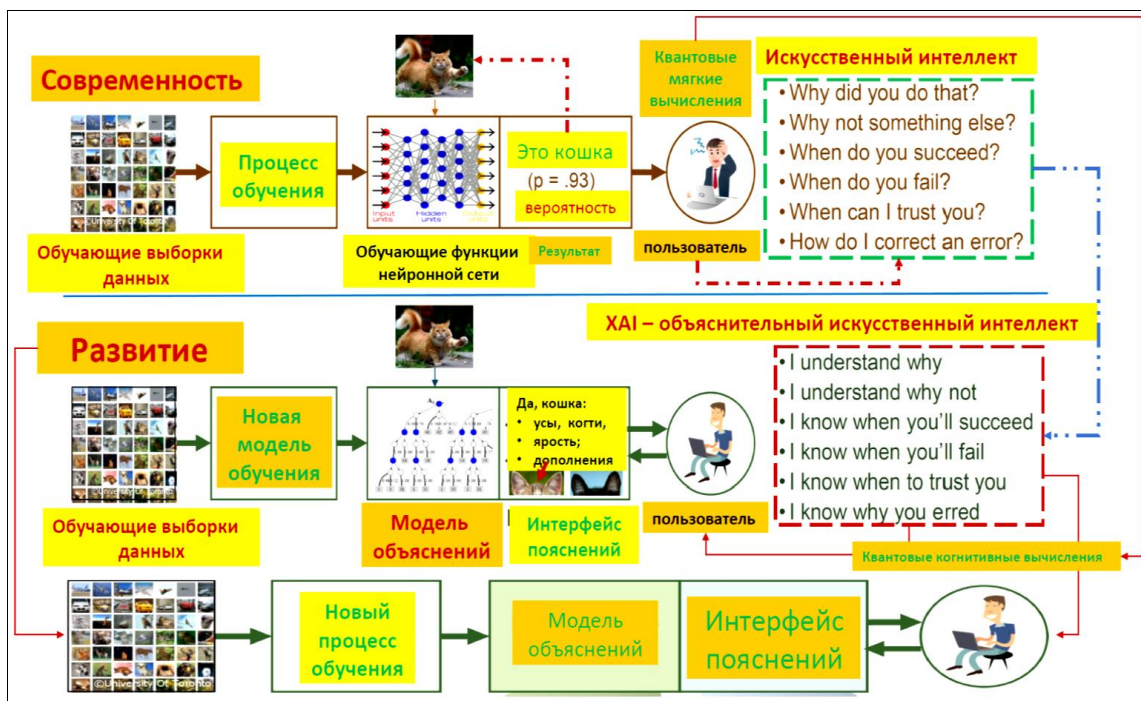 Современность
Квантовые
мягкие
вычисления
Искусственный интеллект
• Why did you do that?
• Why not something else?
• When do you succeed?
• When do you fail?
• When can I trust you?
• How do I correct an error?
©University Of Toronto
Процесс
обучения
Input
units
Hidden
units
Output
units
Это кошка
(p = .93)
вероятность
Обучающие выборки
данных
Обучающие функции
нейронной сети
Результат
пользователь
Развитие
XAI – объяснительный искусственный интеллект
• I understand why
• I understand why not
• I know when you'll succeed
• I know when you'll fail
• I know when to trust you
• I know why you erred
©University Of Toronto
Новая
модель
обучения
Да, кошка:
• усы, когти,
• ярость;
• дополнения
Обучающие выборки
данных
Модель
объяснений
Интерфейс
пояснений
пользователь
Квантовые когнитивные вычисления
©University Of Toronto
Новый
процесс
обучения
Модель
объяснений
Интерфейс
пояснений